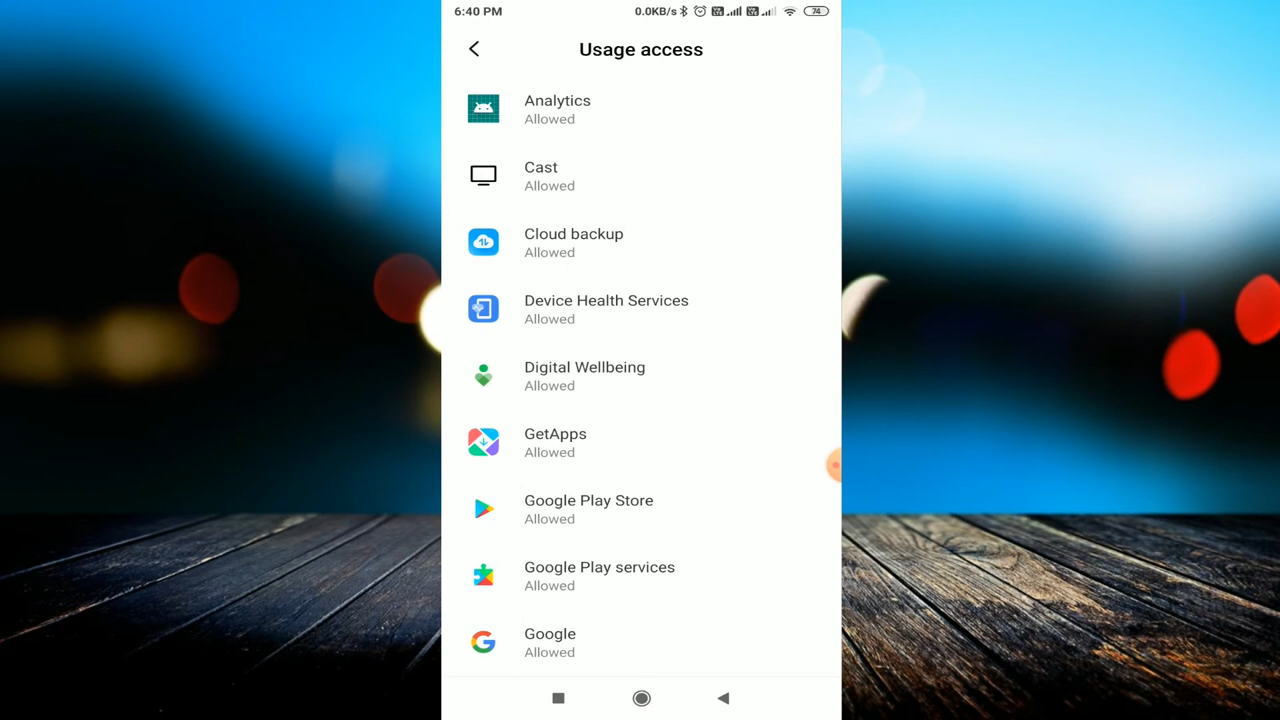 6:40 PM
0.0KB/s
74
Usage access
Analytics
Allowed
Cast
Allowed
Cloud backup
Allowed
Device Health Services
Allowed
Digital Wellbeing
Allowed
GetApps
Allowed
Google Play Store
Allowed
Google Play services
Allowed
Google
Allowed